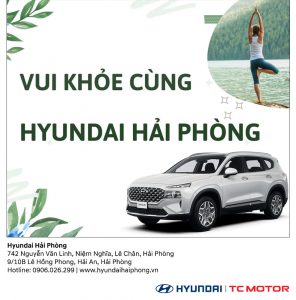 VUI KHỎE CÙNG
HYUNDAI HẢI PHÒNG
Hyundai Hải Phòng
742 Nguyễn Văn Linh, Niệm Nghĩa, Lê Chân, Hải Phòng
9/10B Lê Hồng Phong, Hải An, Hải Phòng
Hotline: 0906.026.299 | www.hyundaihaiphong.vn
HYUNDAI | TC MOTOR